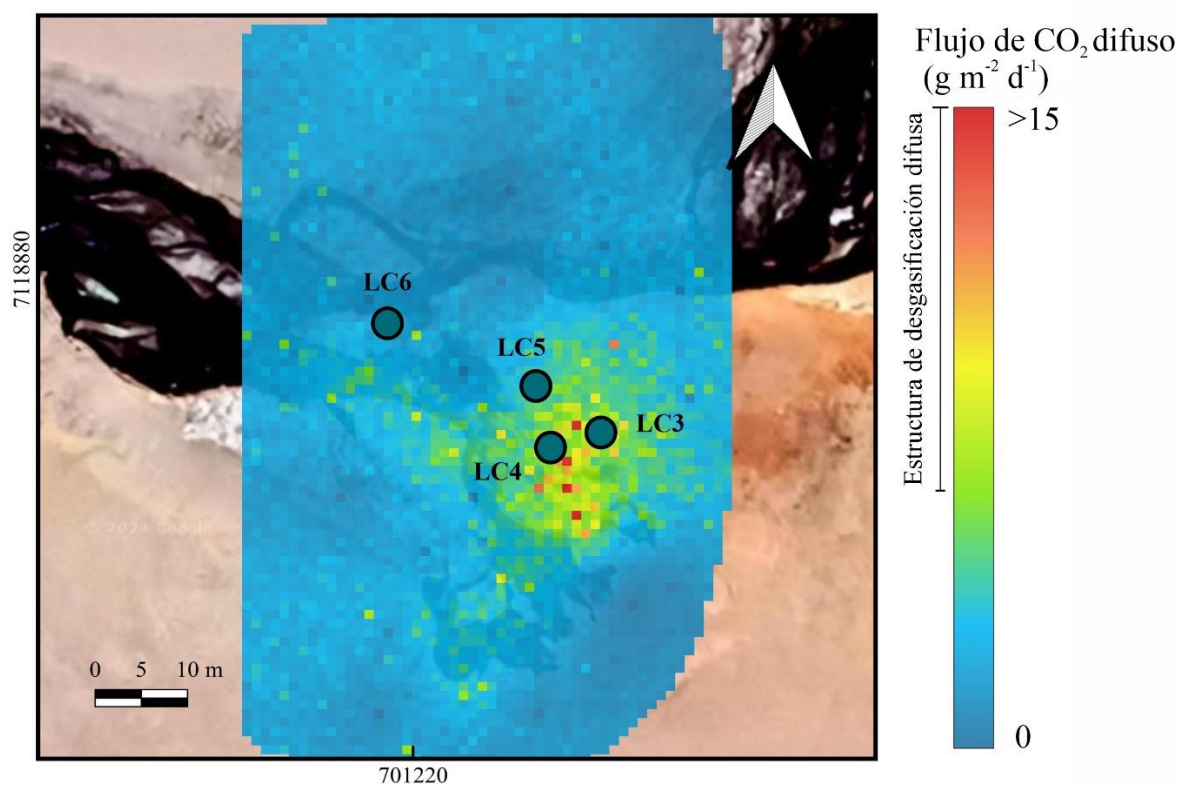 Flujo de CO₂ difuso
(g m⁻² d⁻¹)
>15
Estructura de desgasificación difusa
0
7118880
LC6
LC5
LC3
LC4
© 2024 Google
0 5 10 m
701220